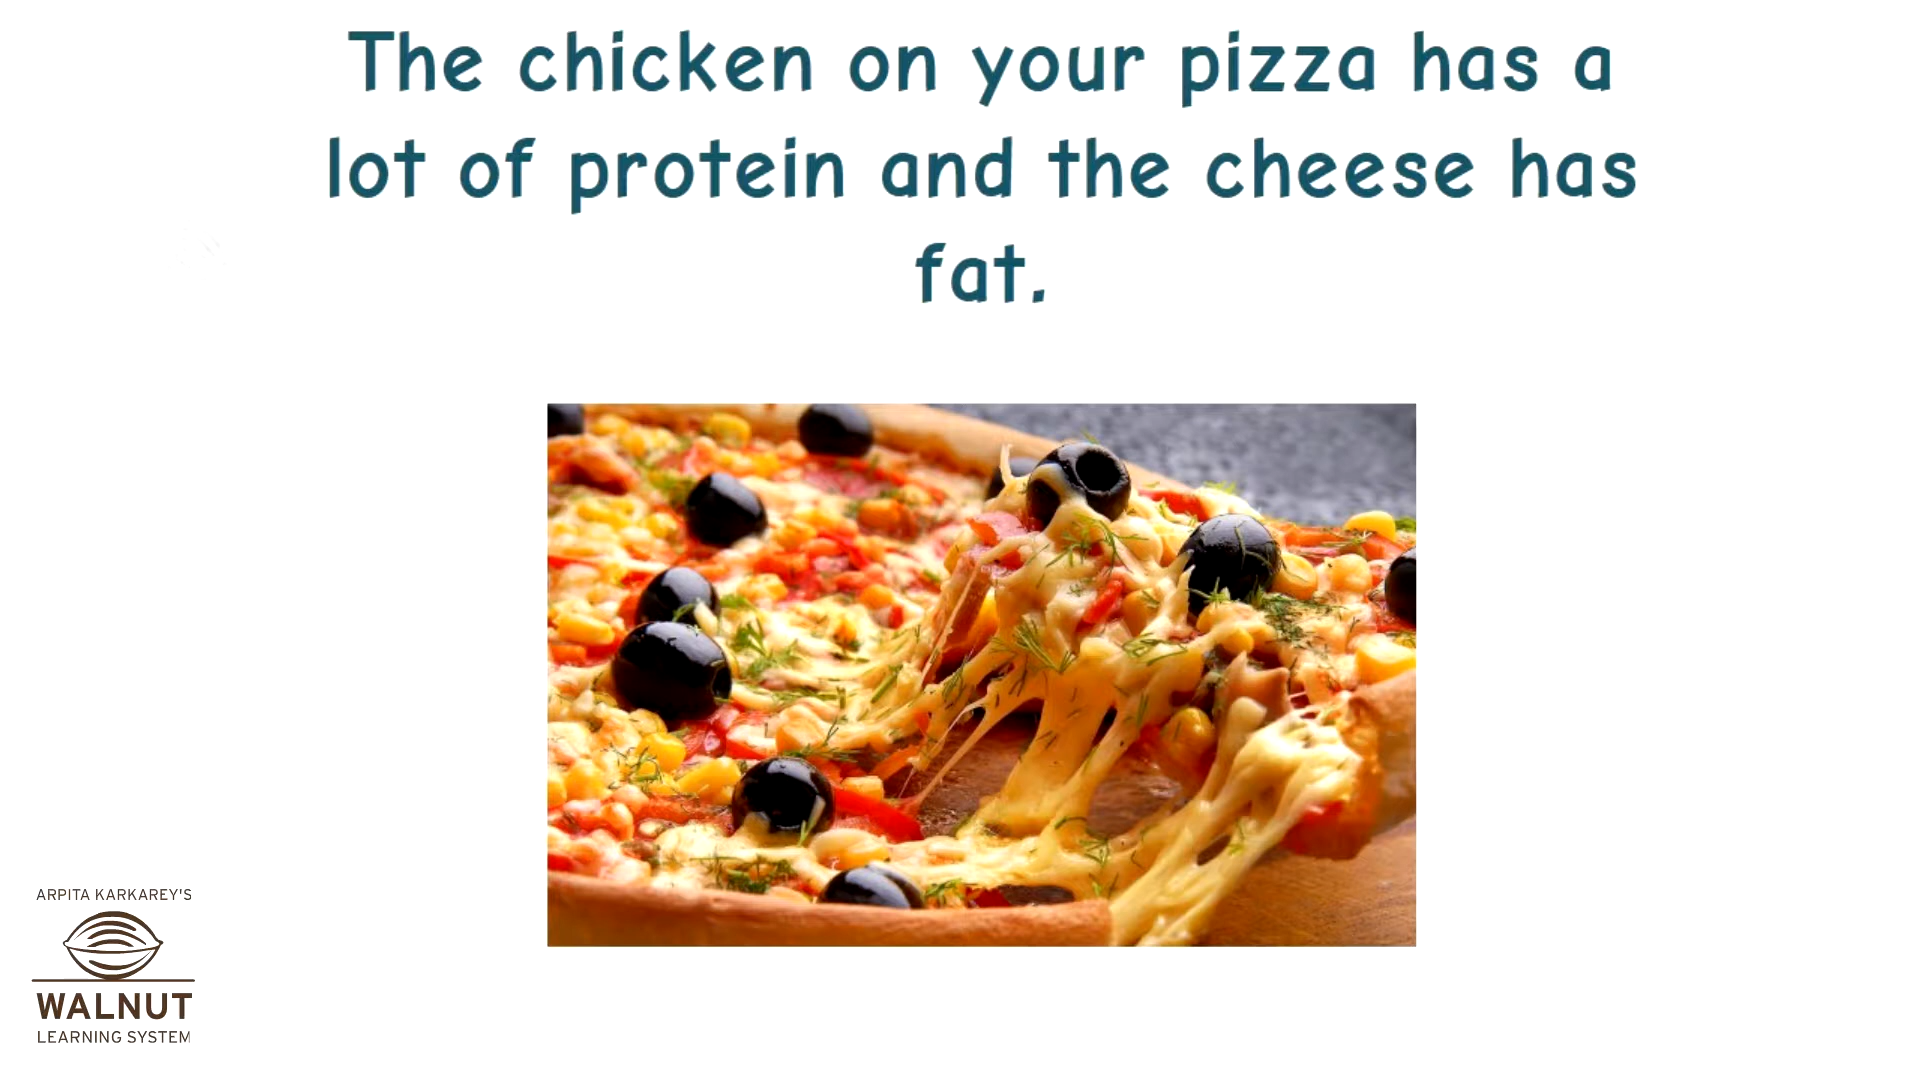 The chicken on your pizza has a
lot of protein and the cheese has
fat.
ARPITA KARKAREY'S
WALNUT
LEARNING SYSTEM